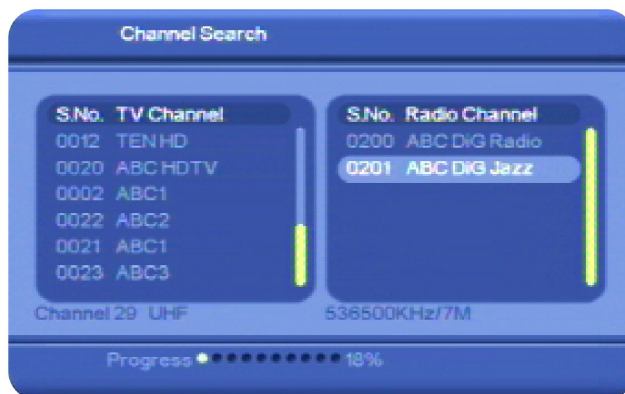 Channel Search
S.No. TV Channel
0012 TEN HD
0020 ABC HDTV
0002 ABC1
0022 ABC2
0021 ABC1
0023 ABC3
S.No. Radio Channel
0200 ABC DiG Radio
0201 ABC DiG Jazz
Channel 29 UHF
536500KHz/7M
Progress 18%